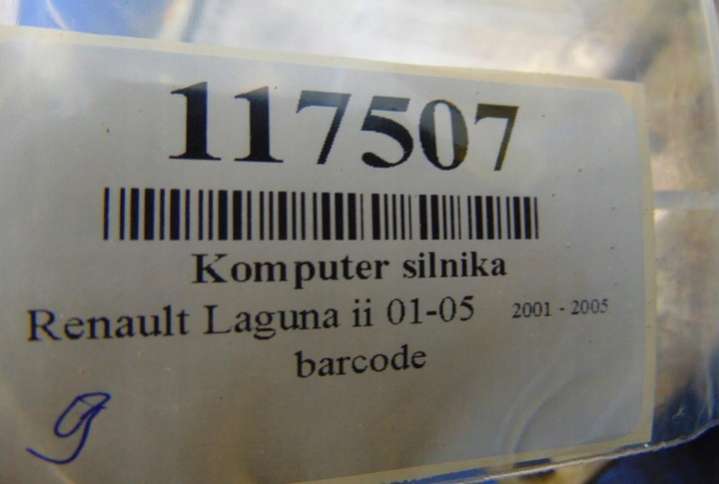 117507
Komputer silnika
Renault Laguna ii 01-05 2001 - 2005
barcode
g